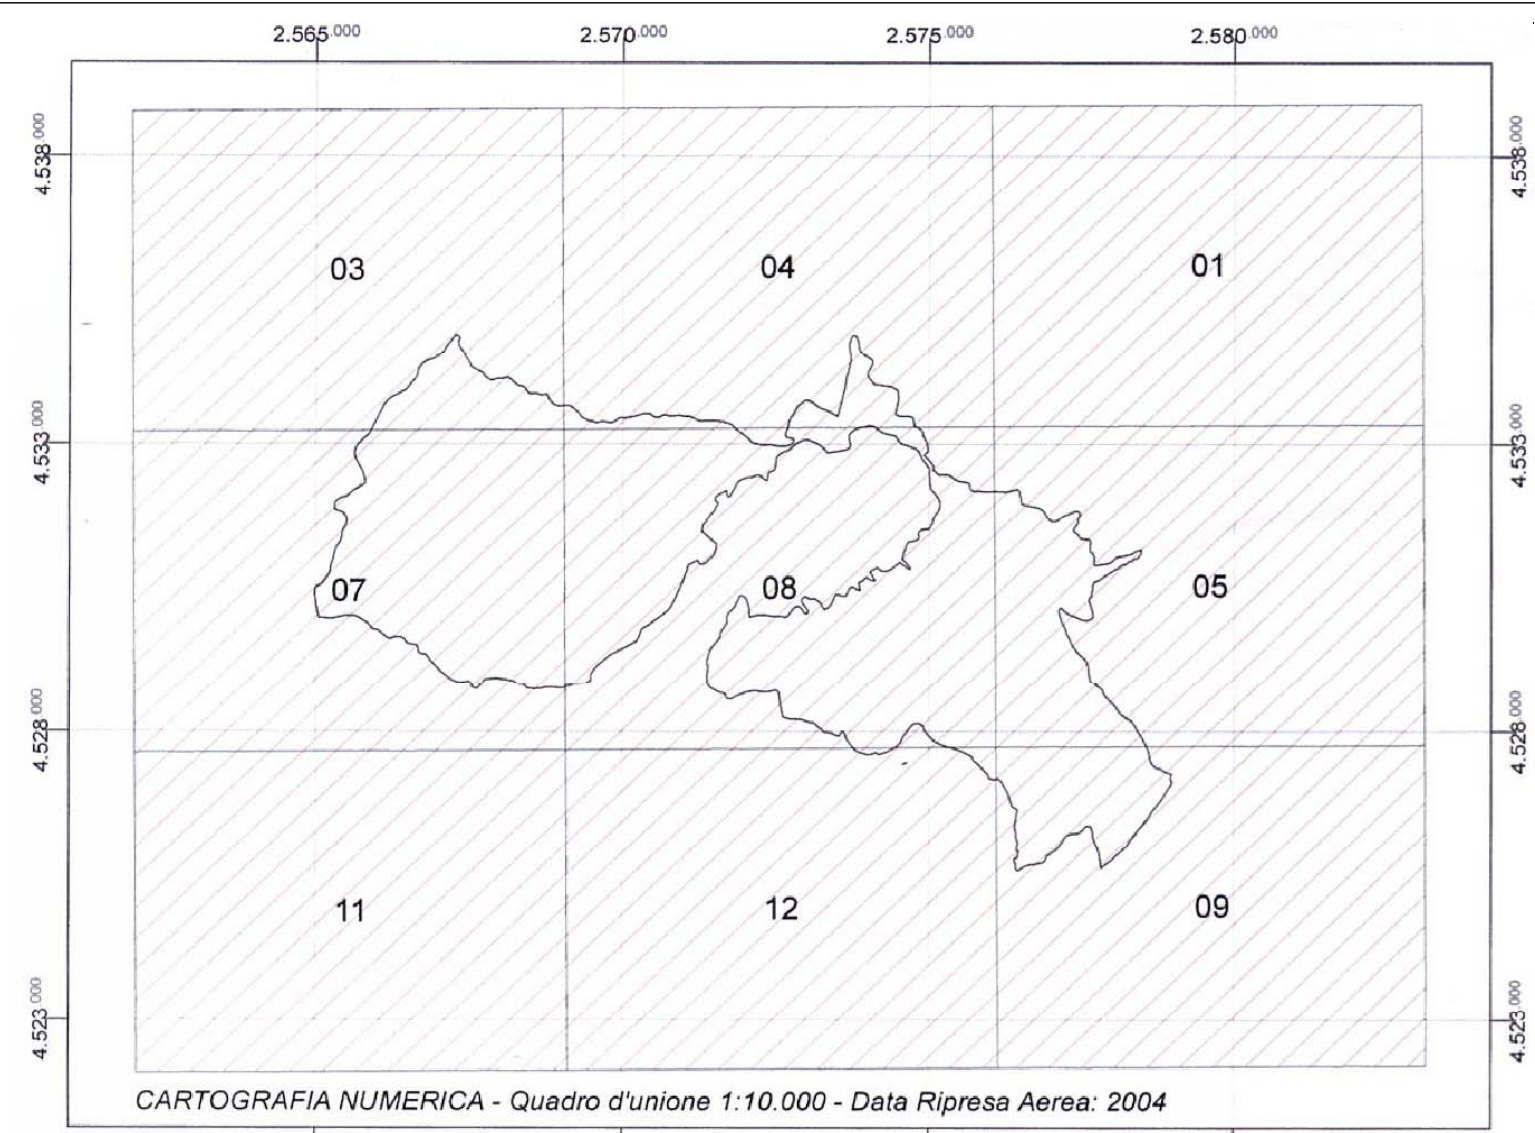 2.565.000 2.570.000 2.575.000 2.580.000
4.538.000 4.538.000
03 04 01
4.533.000 4.533.000
07 08 05
4.528.000 4.528.000
11 12 09
4.523.000 4.523.000
CARTOGRAFIA NUMERICA - Quadro d'unione 1:10.000 - Data Ripresa Aerea: 2004